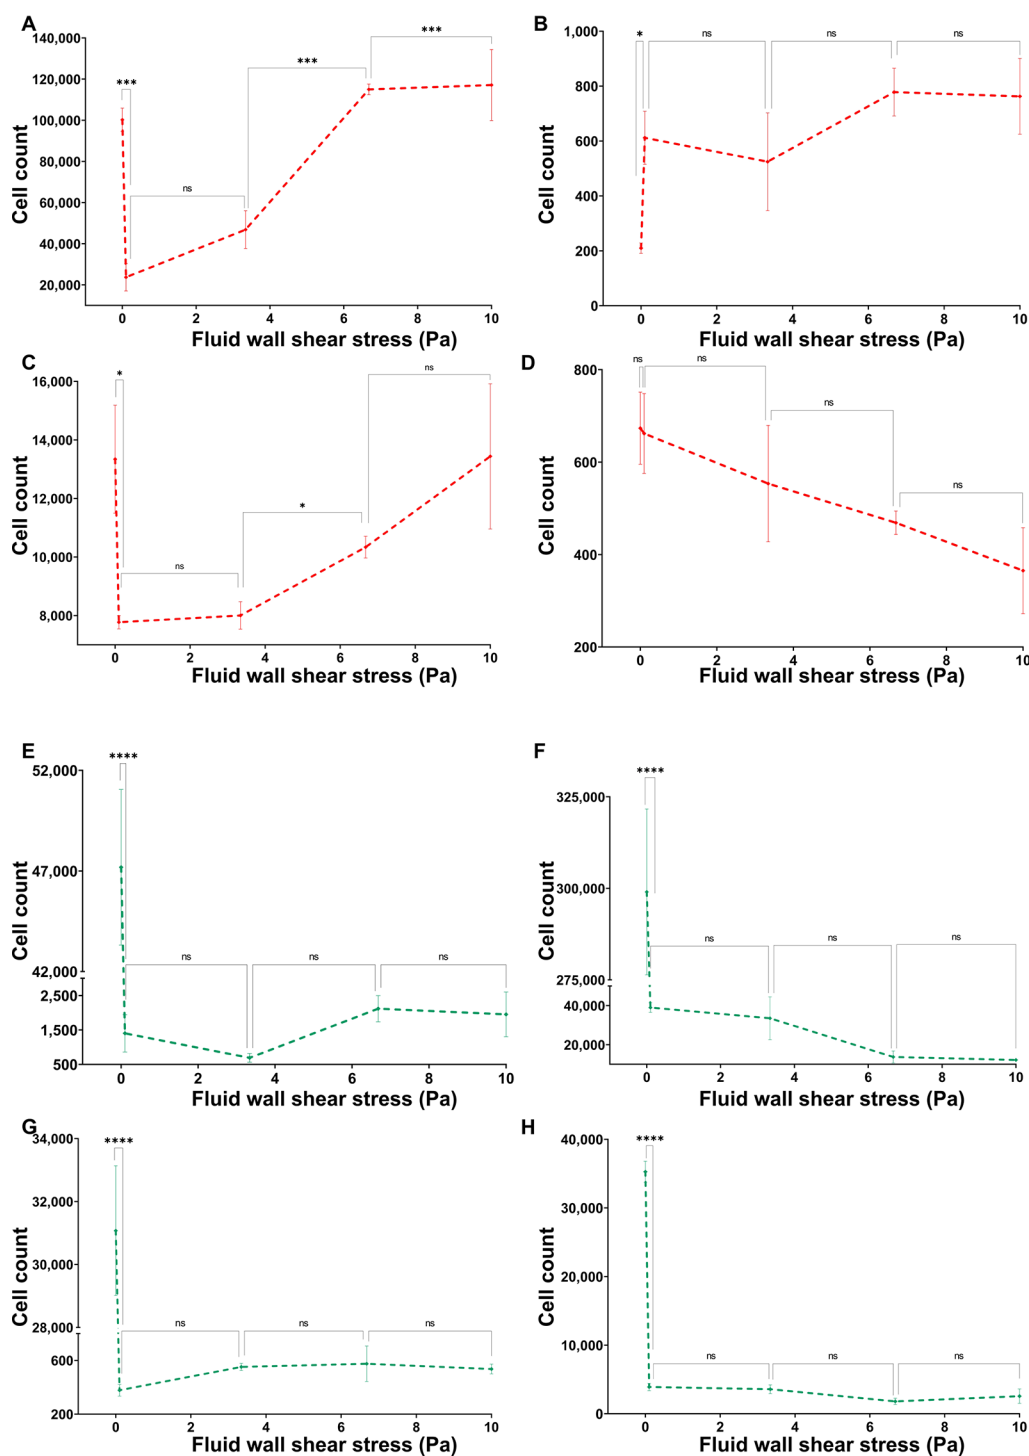 A
140,000
120,000
100,000
80,000
60,000
40,000
20,000
Cell count
***
ns
***
***
0 2 4 6 8 10
Fluid wall shear stress (Pa)
B
1,000
800
600
400
200
0
Cell count
*
ns
ns
ns
0 2 4 6 8 10
Fluid wall shear stress (Pa)
C
16,000
14,000
12,000
10,000
8,000
Cell count
*
ns
*
ns
0 2 4 6 8 10
Fluid wall shear stress (Pa)
D
800
600
400
200
Cell count
ns
ns
ns
ns
0 2 4 6 8 10
Fluid wall shear stress (Pa)
E
52,000
47,000
42,000
2,500
1,500
500
Cell count
****
ns
ns
ns
0 2 4 6 8 10
Fluid wall shear stress (Pa)
F
325,000
300,000
275,000
40,000
20,000
Cell count
****
ns
ns
ns
0 2 4 6 8 10
Fluid wall shear stress (Pa)
G
34,000
32,000
30,000
28,000
600
200
Cell count
****
ns
ns
ns
0 2 4 6 8 10
Fluid wall shear stress (Pa)
H
40,000
30,000
20,000
10,000
0
Cell count
****
ns
ns
ns
0 2 4 6 8 10
Fluid wall shear stress (Pa)